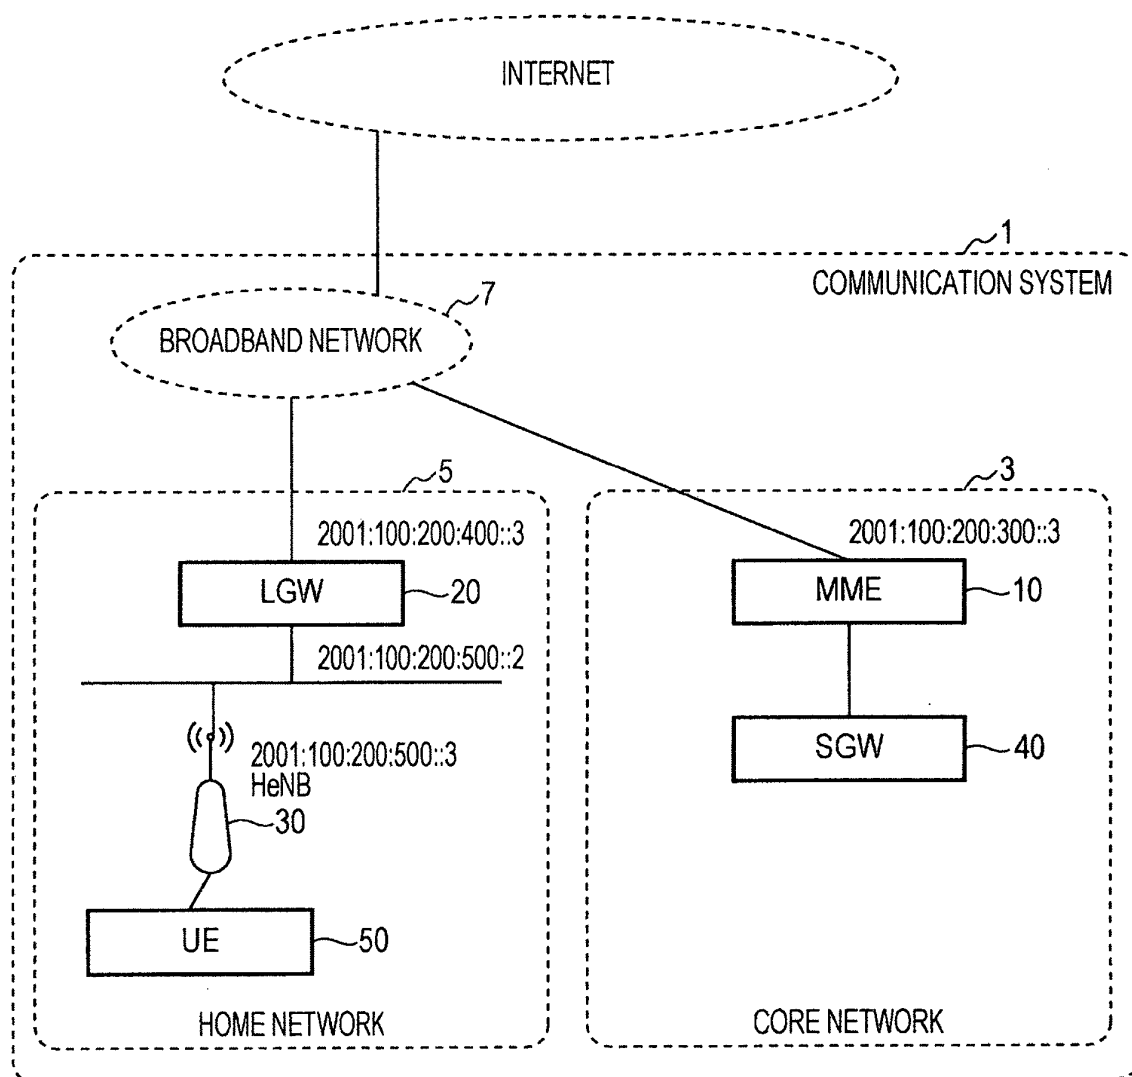 INTERNET
1
COMMUNICATION SYSTEM
7
BROADBAND NETWORK
5
3
2001:100:200:400::3
2001:100:200:300::3
LGW
20
MME
10
2001:100:200:500::2
2001:100:200:500::3
HeNB
30
SGW
40
UE
50
HOME NETWORK
CORE NETWORK